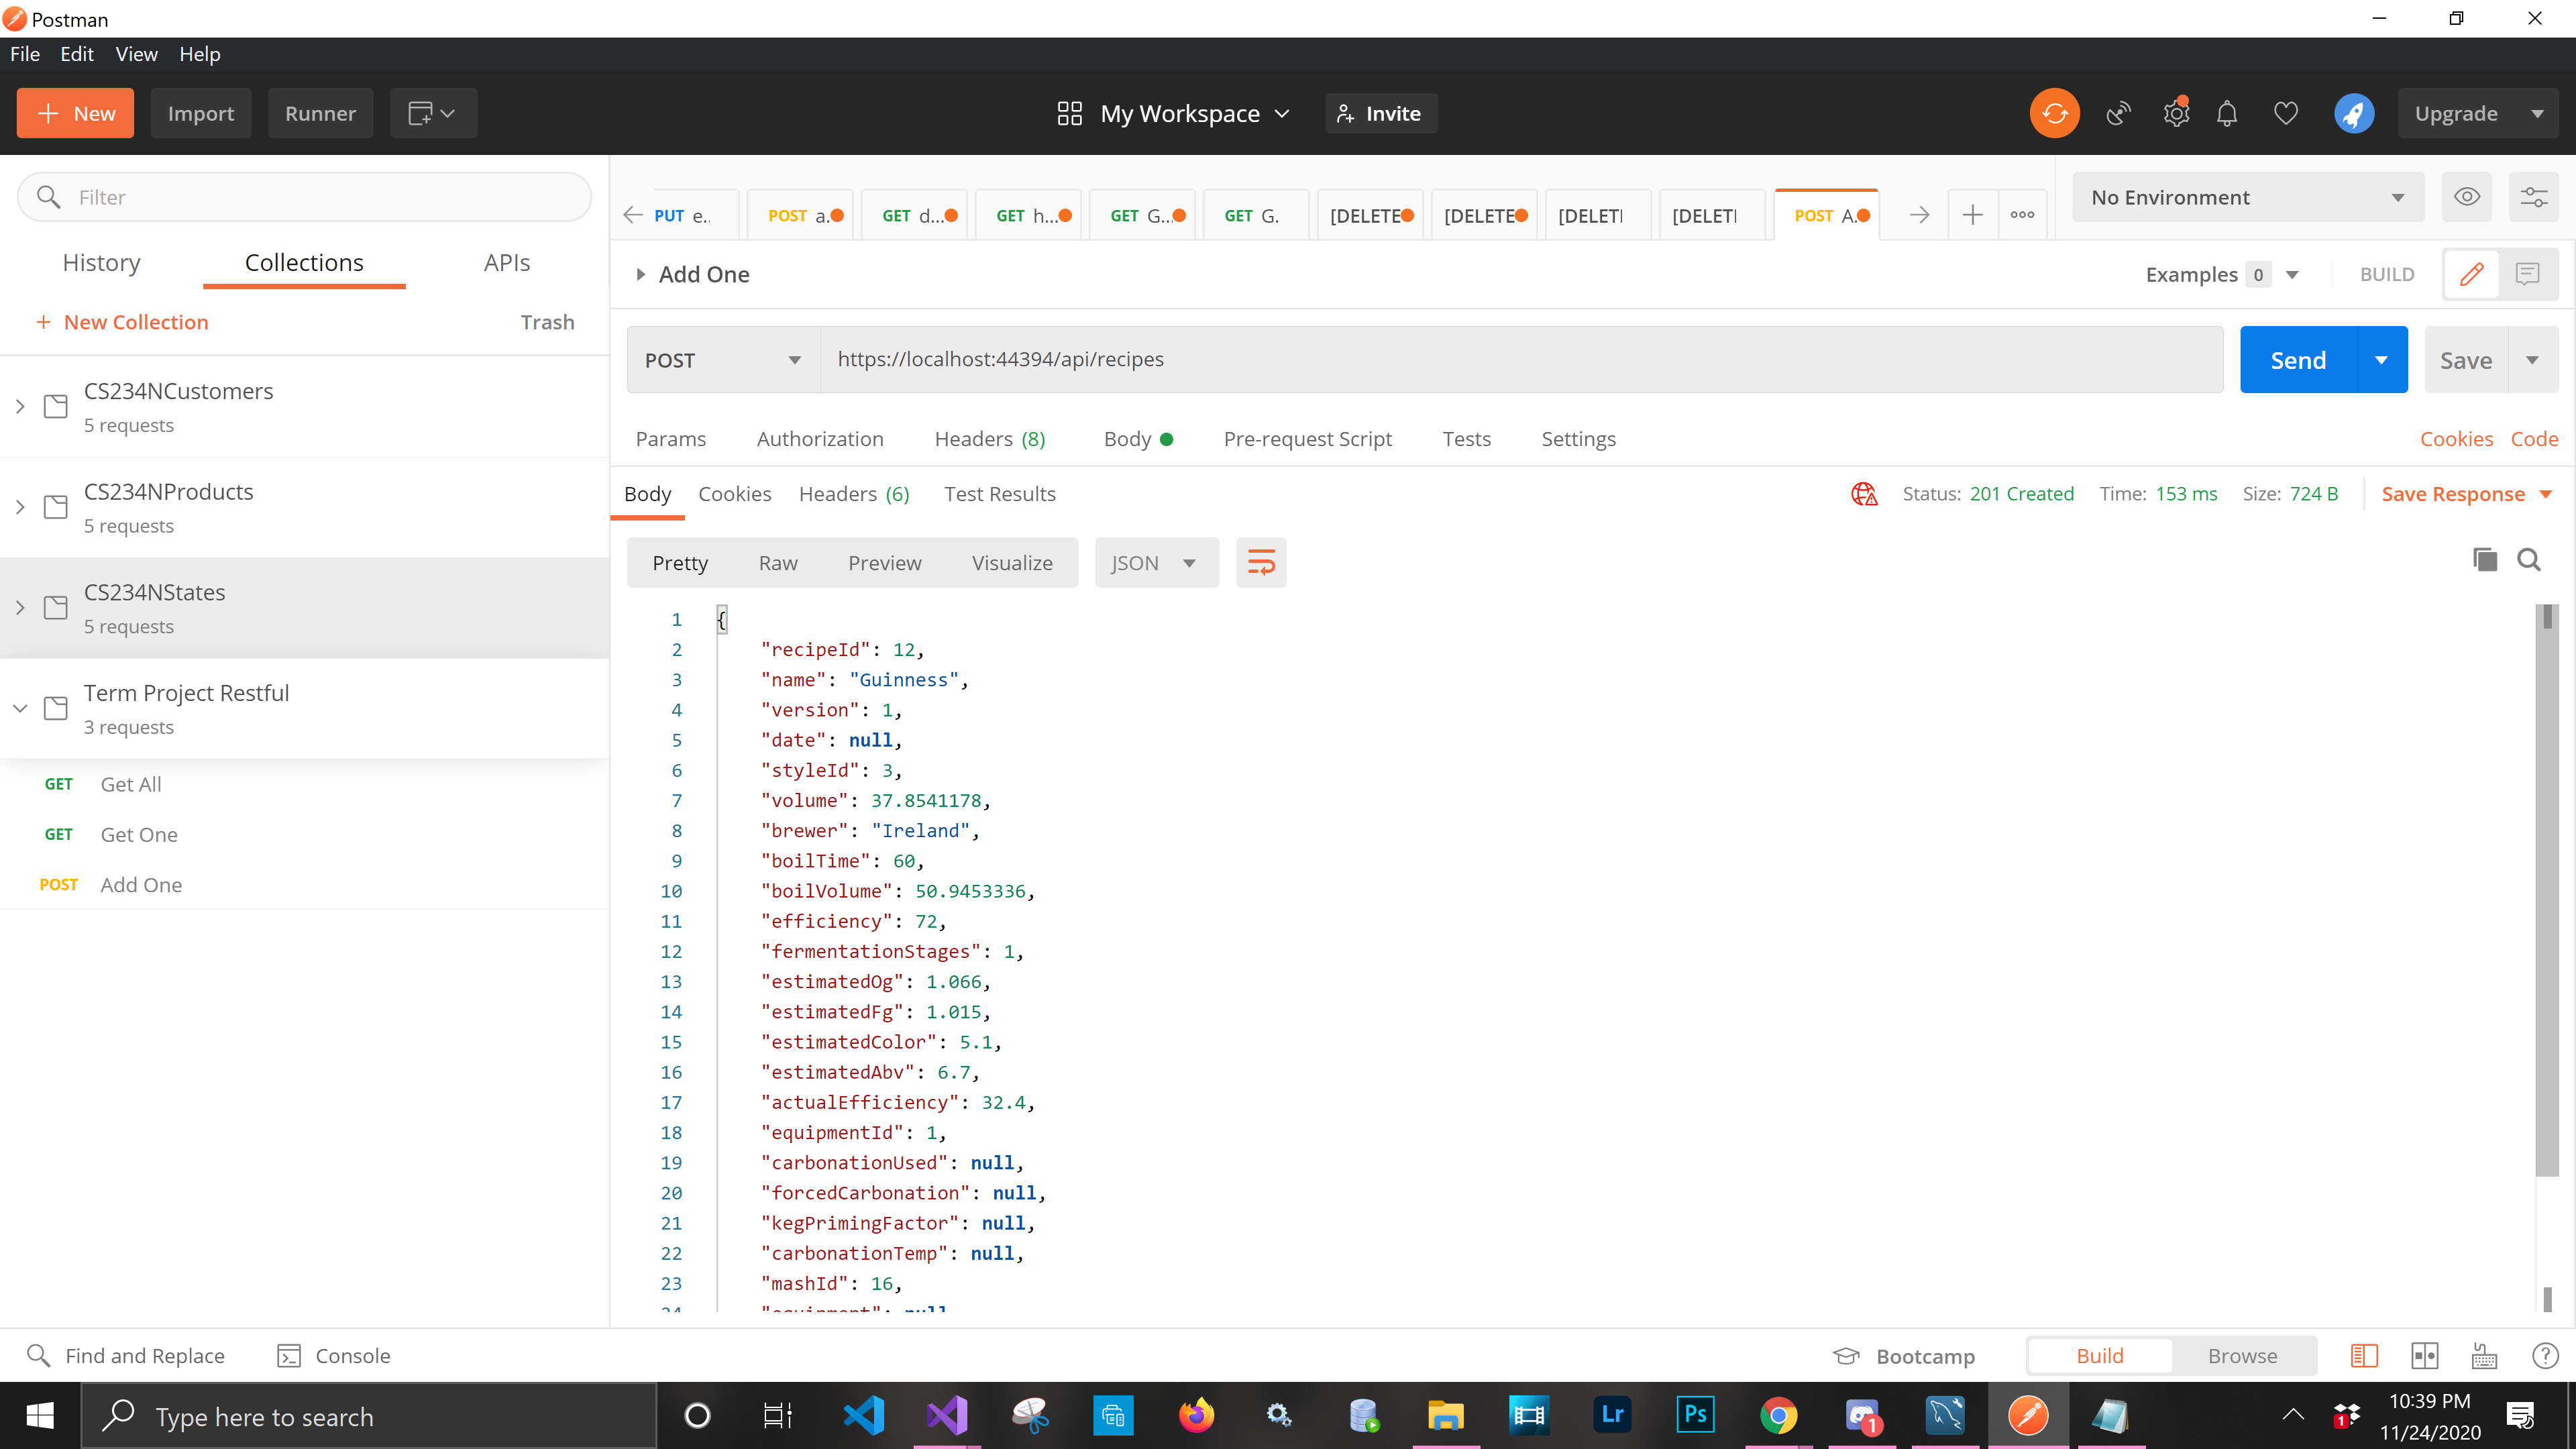 Postman
File Edit View Help
New Import Runner My Workspace Invite Upgrade
Filter
PUT e.. POST a. GET d... GET h... GET G... GET G. [DELETE [DELETE [DELETI [DELETI POST A. No Environment
History Collections APIs
Add One Examples 0 BUILD
+ New Collection Trash
POST https://localhost:44394/api/recipes Send Save
CS234NCustomers
5 requests
Params Authorization Headers (8) Body Pre-request Script Tests Settings Cookies Code
CS234NProducts
5 requests
Body Cookies Headers (6) Test Results Status: 201 Created Time: 153 ms Size: 724 B Save Response
Pretty Raw Preview Visualize JSON
CS234NStates
5 requests
Term Project Restful
3 requests
GET Get All
GET Get One
POST Add One
1 {
2 "recipeId": 12,
3 "name": "Guinness",
4 "version": 1,
5 "date": null,
6 "styleId": 3,
7 "volume": 37.8541178,
8 "brewer": "Ireland",
9 "boilTime": 60,
10 "boilVolume": 50.9453336,
11 "efficiency": 72,
12 "fermentationStages": 1,
13 "estimatedOg": 1.066,
14 "estimatedFg": 1.015,
15 "estimatedColor": 5.1,
16 "estimatedAbv": 6.7,
17 "actualEfficiency": 32.4,
18 "equipmentId": 1,
19 "carbonationUsed": null,
20 "forcedCarbonation": null,
21 "kegPrimingFactor": null,
22 "carbonationTemp": null,
23 "mashId": 16,
24 "equipment": null
Find and Replace Console Bootcamp Build Browse
Type here to search Lr Ps 1 1 10:39 PM
11/24/2020